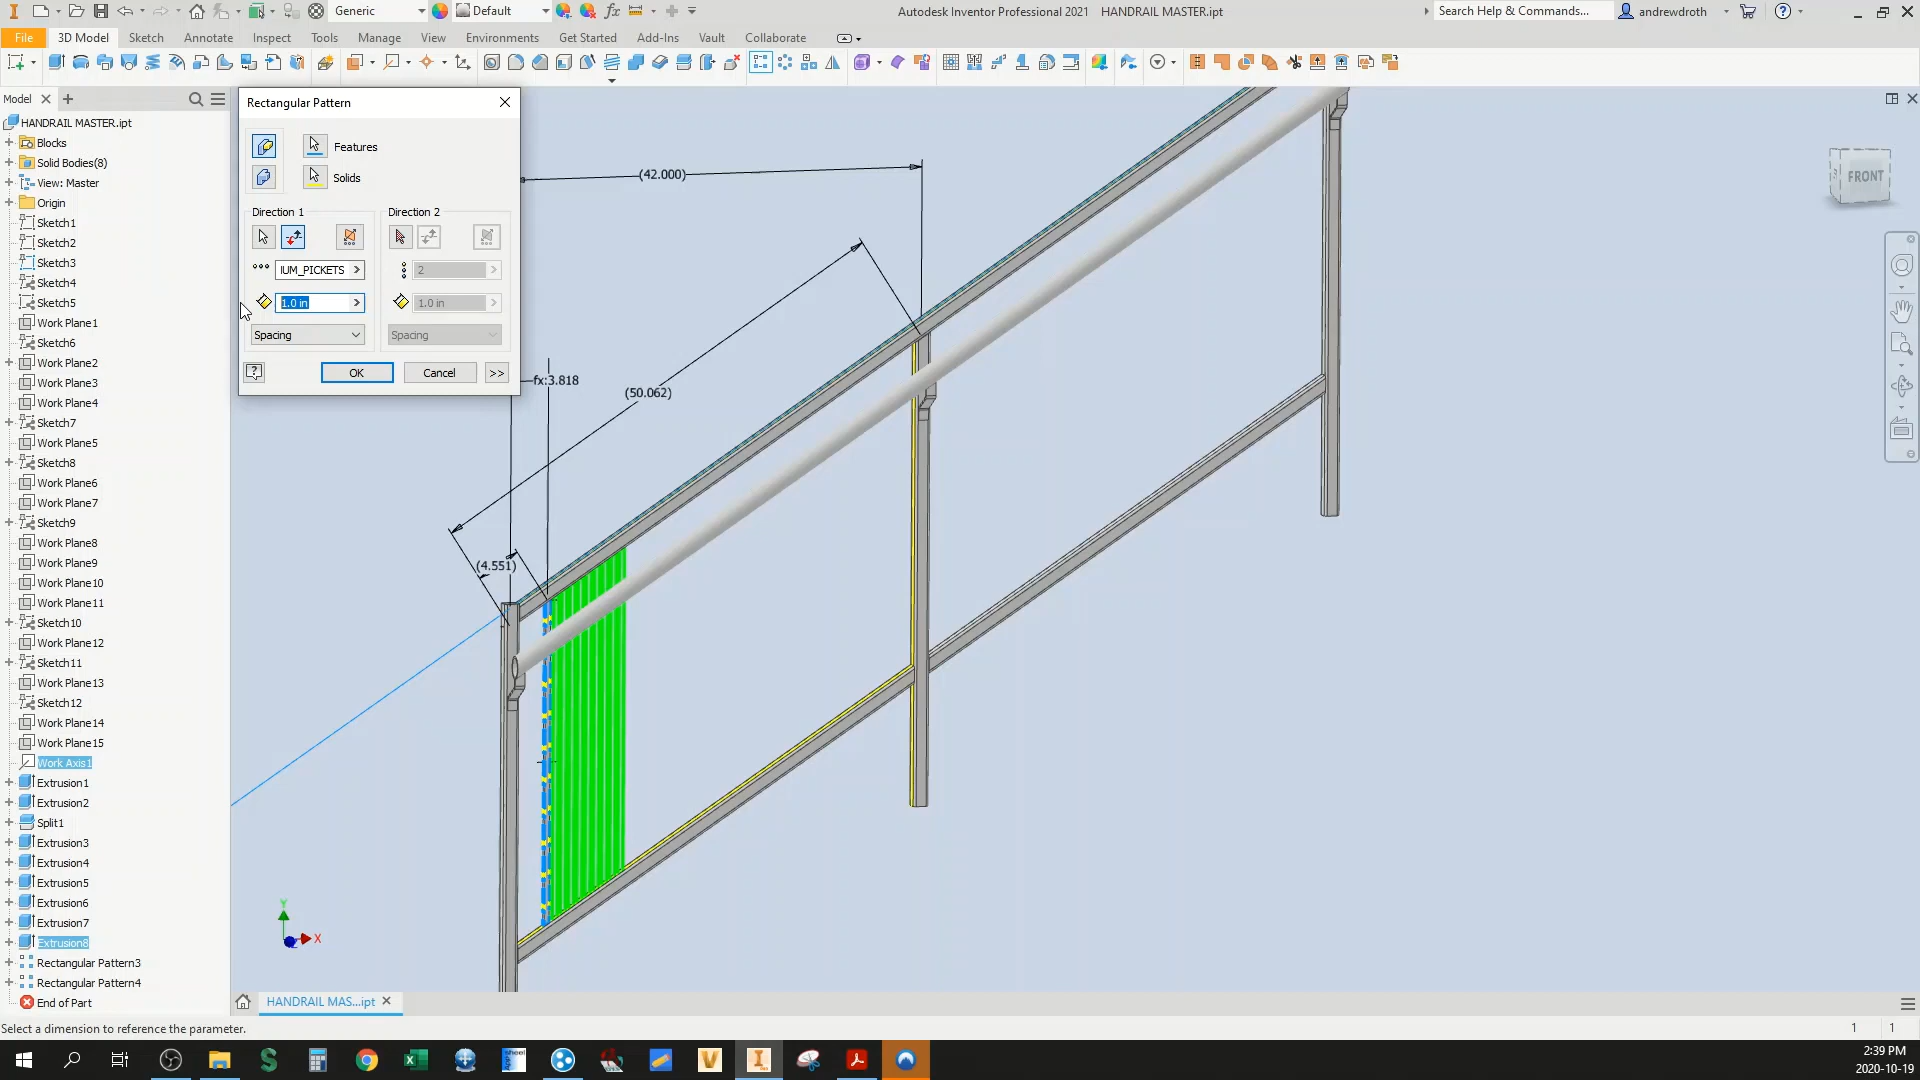 Generic
Default
Autodesk Inventor Professional 2021 HANDRAIL MASTER.ipt
Search Help & Commands...
andrewdroth
File
3D Model
Sketch
Annotate
Inspect
Tools
Manage
View
Environments
Get Started
Add-Ins
Vault
Collaborate
Model
HANDRAIL MASTER.ipt
Blocks
Solid Bodies(8)
View: Master
Origin
Sketch1
Sketch2
Sketch3
Sketch4
Sketch5
Work Plane1
Sketch6
Work Plane2
Work Plane3
Work Plane4
Sketch7
Work Plane5
Sketch8
Work Plane6
Work Plane7
Sketch9
Work Plane8
Work Plane9
Work Plane10
Work Plane11
Sketch10
Work Plane12
Sketch11
Work Plane13
Sketch12
Work Plane14
Work Plane15
Work Axis1
Extrusion1
Extrusion2
Split1
Extrusion3
Extrusion4
Extrusion5
Extrusion6
Extrusion7
Extrusion8
Rectangular Pattern3
Rectangular Pattern4
End of Part
Rectangular Pattern
Features
Solids
Direction 1
Direction 2
IUM_PICKETS
2
1.0 in
1.0 in
Spacing
Spacing
OK
Cancel
>>
(42.000)
fx:3.818
(50.062)
(4.551)
FRONT
Y
X
HANDRAIL MAS...ipt
Select a dimension to reference the parameter.
1 1
2:39 PM
2020-10-19